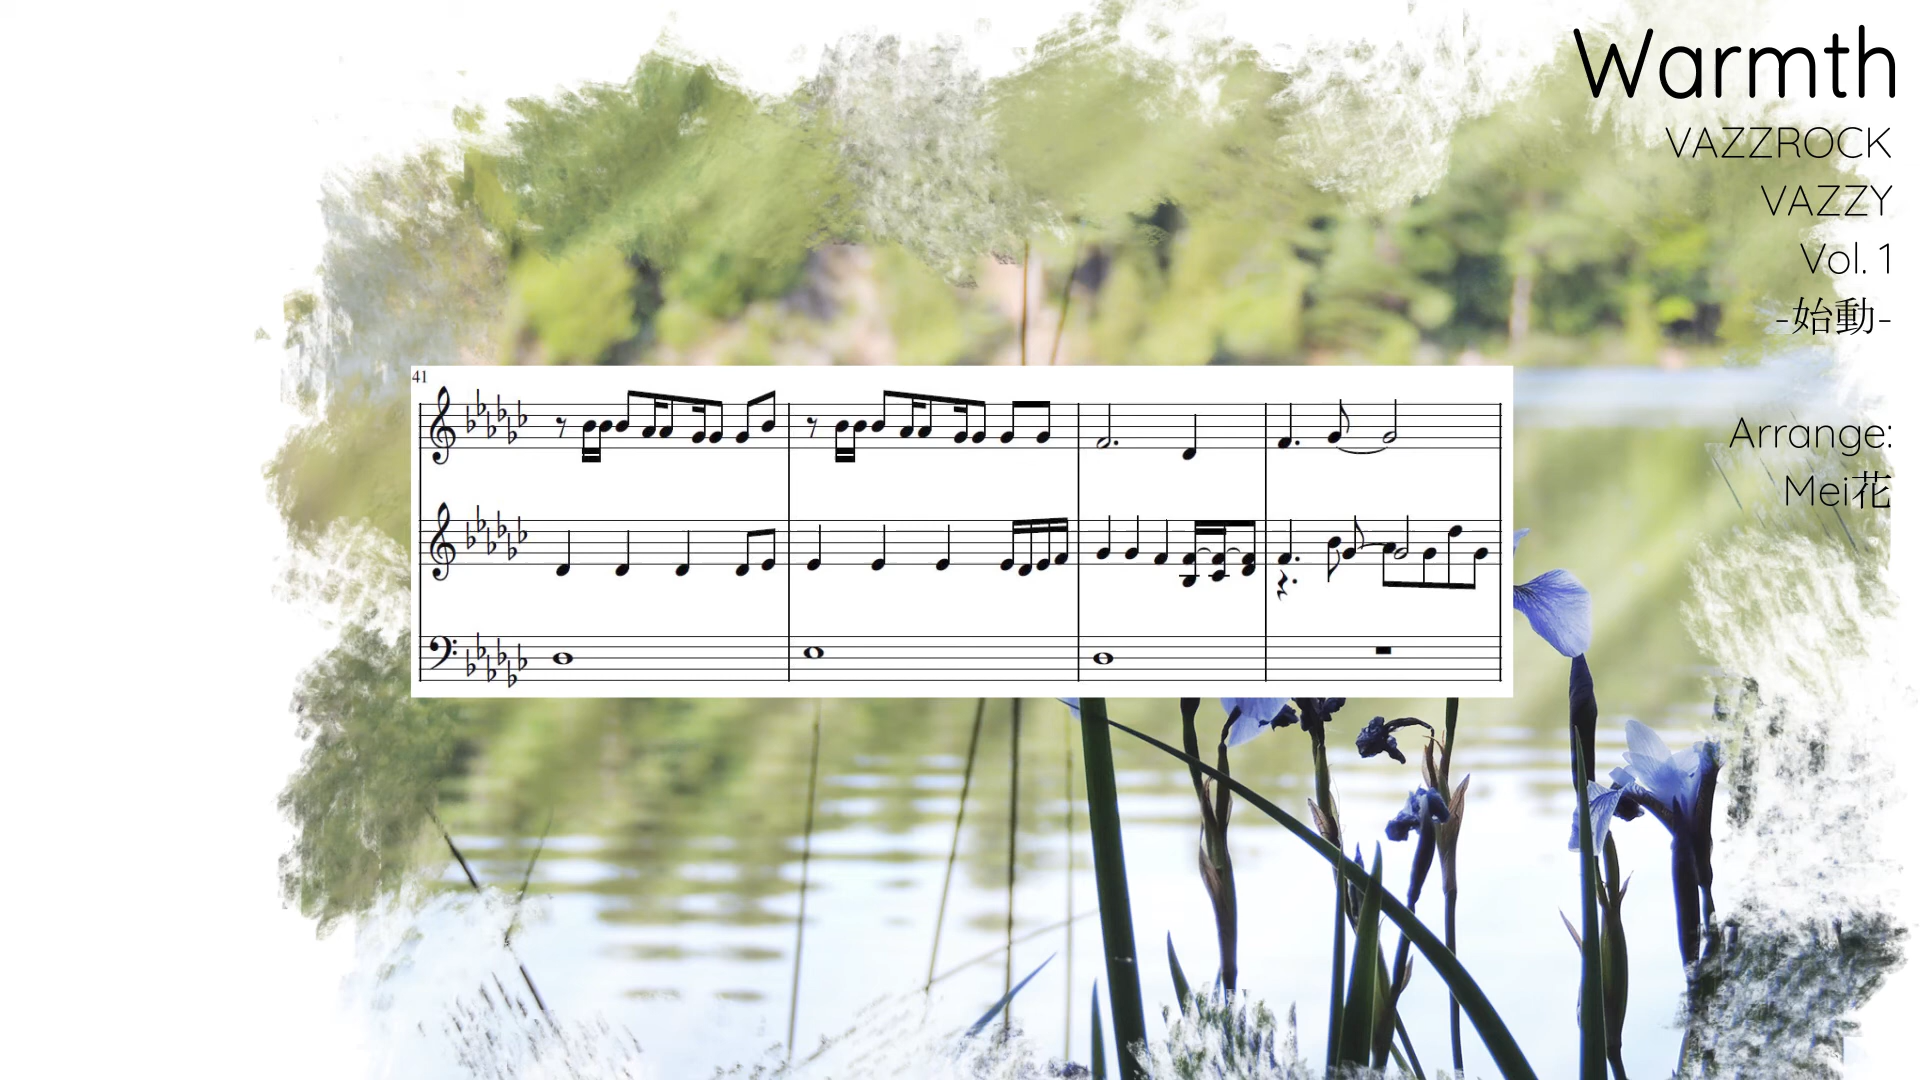 Warmth
VAZZROCK
VAZZY
Vol. 1
-始動-
Arrange:
Mei花
41